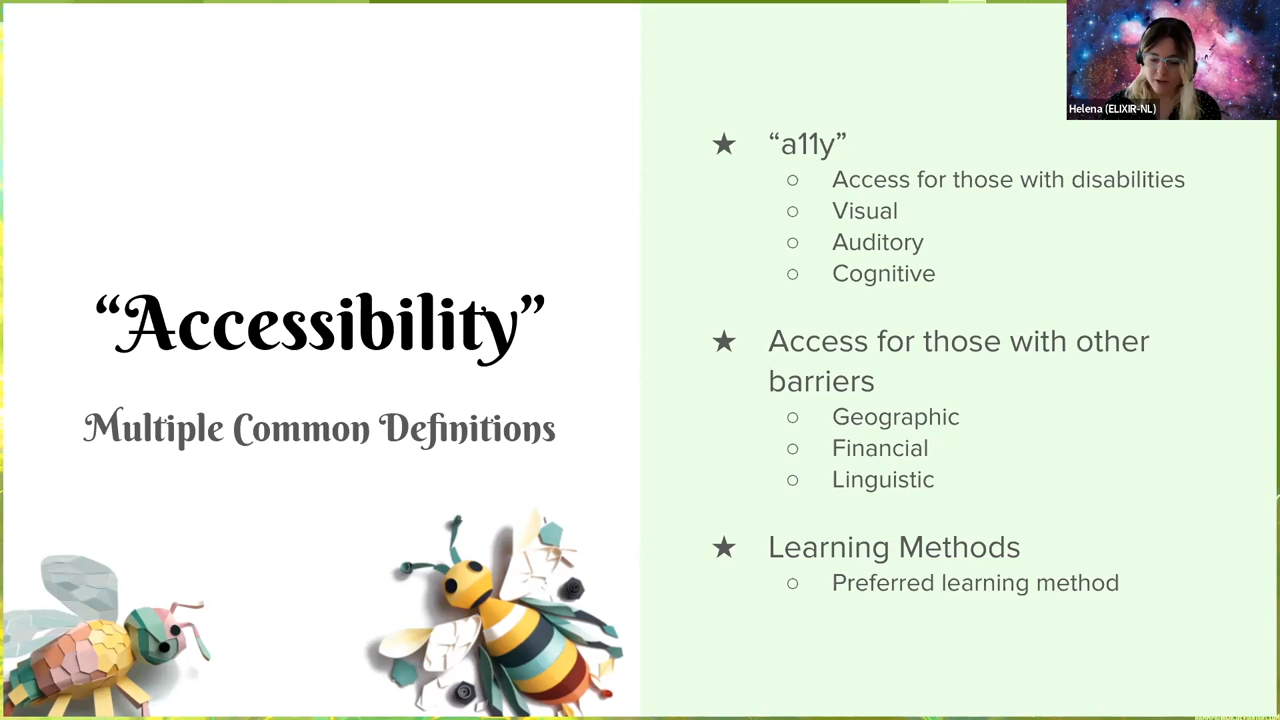 Helena (ELIXIR-NL)
“Accessibility”
Multiple Common Definitions
★ “a11y”
○ Access for those with disabilities
○ Visual
○ Auditory
○ Cognitive
★ Access for those with other
barriers
○ Geographic
○ Financial
○ Linguistic
★ Learning Methods
○ Preferred learning method